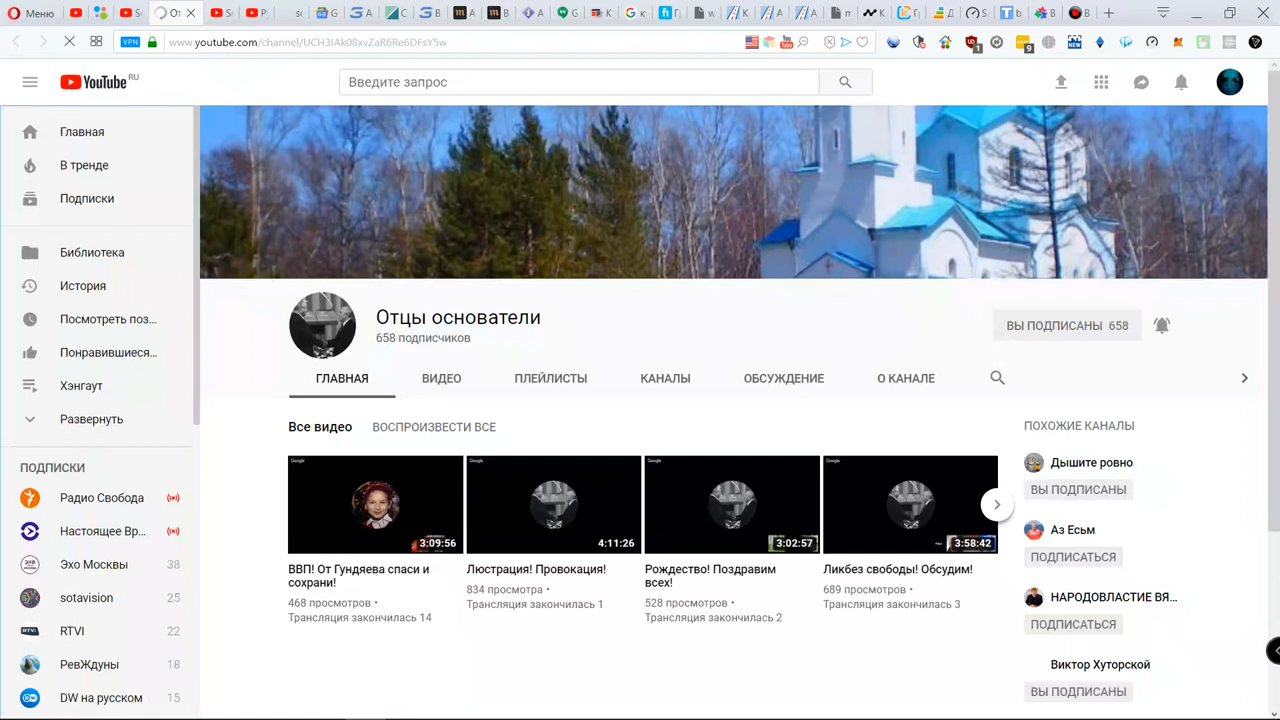 Меню
www.youtube.com/channel/UCH3IAk08xvZaR6Re6DFsY5w
VPN
YouTube RU
Введите запрос
Главная
В тренде
Подписки
Библиотека
История
Посмотреть поз...
Понравившиеся...
Хэнгаут
Развернуть
ПОДПИСКИ
Радио Свобода
Настоящее Вр...
Эхо Москвы 38
sotavision 25
RTVI 22
РевЖдуны 18
DW на русском 15
Отцы основатели
658 подписчиков
ВЫ ПОДПИСАНЫ 658
ГЛАВНАЯ ВИДЕО ПЛЕЙЛИСТЫ КАНАЛЫ ОБСУЖДЕНИЕ О КАНАЛЕ
Все видео ВОСПРОИЗВЕСТИ ВСЕ
Google
3:09:56
ВВП! От Гундяева спаси и
сохрани!
468 просмотров •
Трансляция закончилась 14
Google
4:11:26
Люстрация! Провокация!
834 просмотра •
Трансляция закончилась 1
Google
3:02:57
Рождество! Поздравим
всех!
528 просмотров •
Трансляция закончилась 2
Google
3:58:42
Ликбез свободы! Обсудим!
689 просмотров •
Трансляция закончилась 3
ПОХОЖИЕ КАНАЛЫ
Дышите ровно
ВЫ ПОДПИСАНЫ
Аз Есьм
ПОДПИСАТЬСЯ
НАРОДОВЛАСТИЕ ВЯ...
ПОДПИСАТЬСЯ
Виктор Хуторской
ВЫ ПОДПИСАНЫ